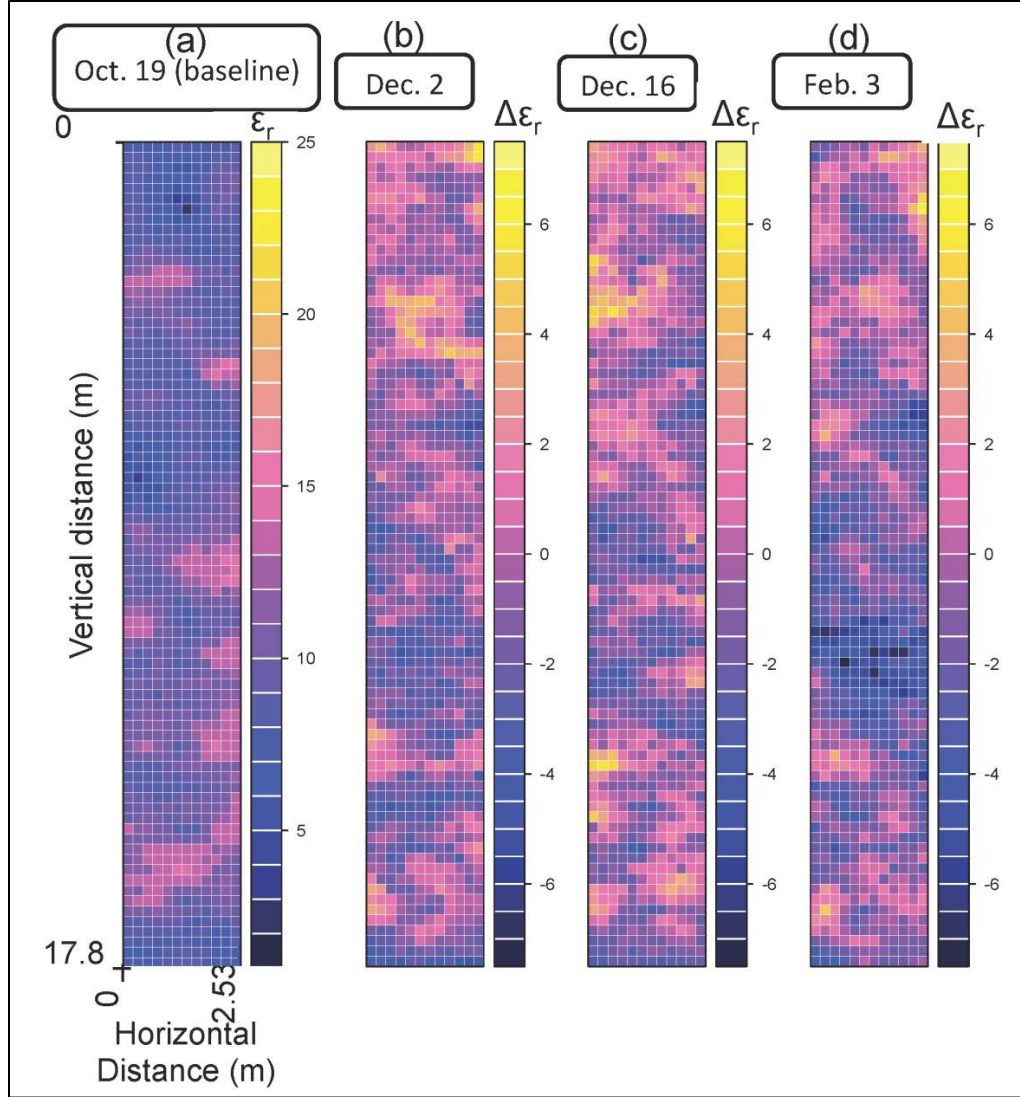 (a)
(b)
(c)
(d)
Oct. 19 (baseline)
Dec. 2
Dec. 16
Feb. 3
0
εr
Δεr
Δεr
Δεr
25
20
15
10
5
6
4
2
0
-2
-4
-6
6
4
2
0
-2
-4
-6
6
4
2
0
-2
-4
-6
Vertical distance (m)
17.8
0
2.53
Horizontal
Distance (m)